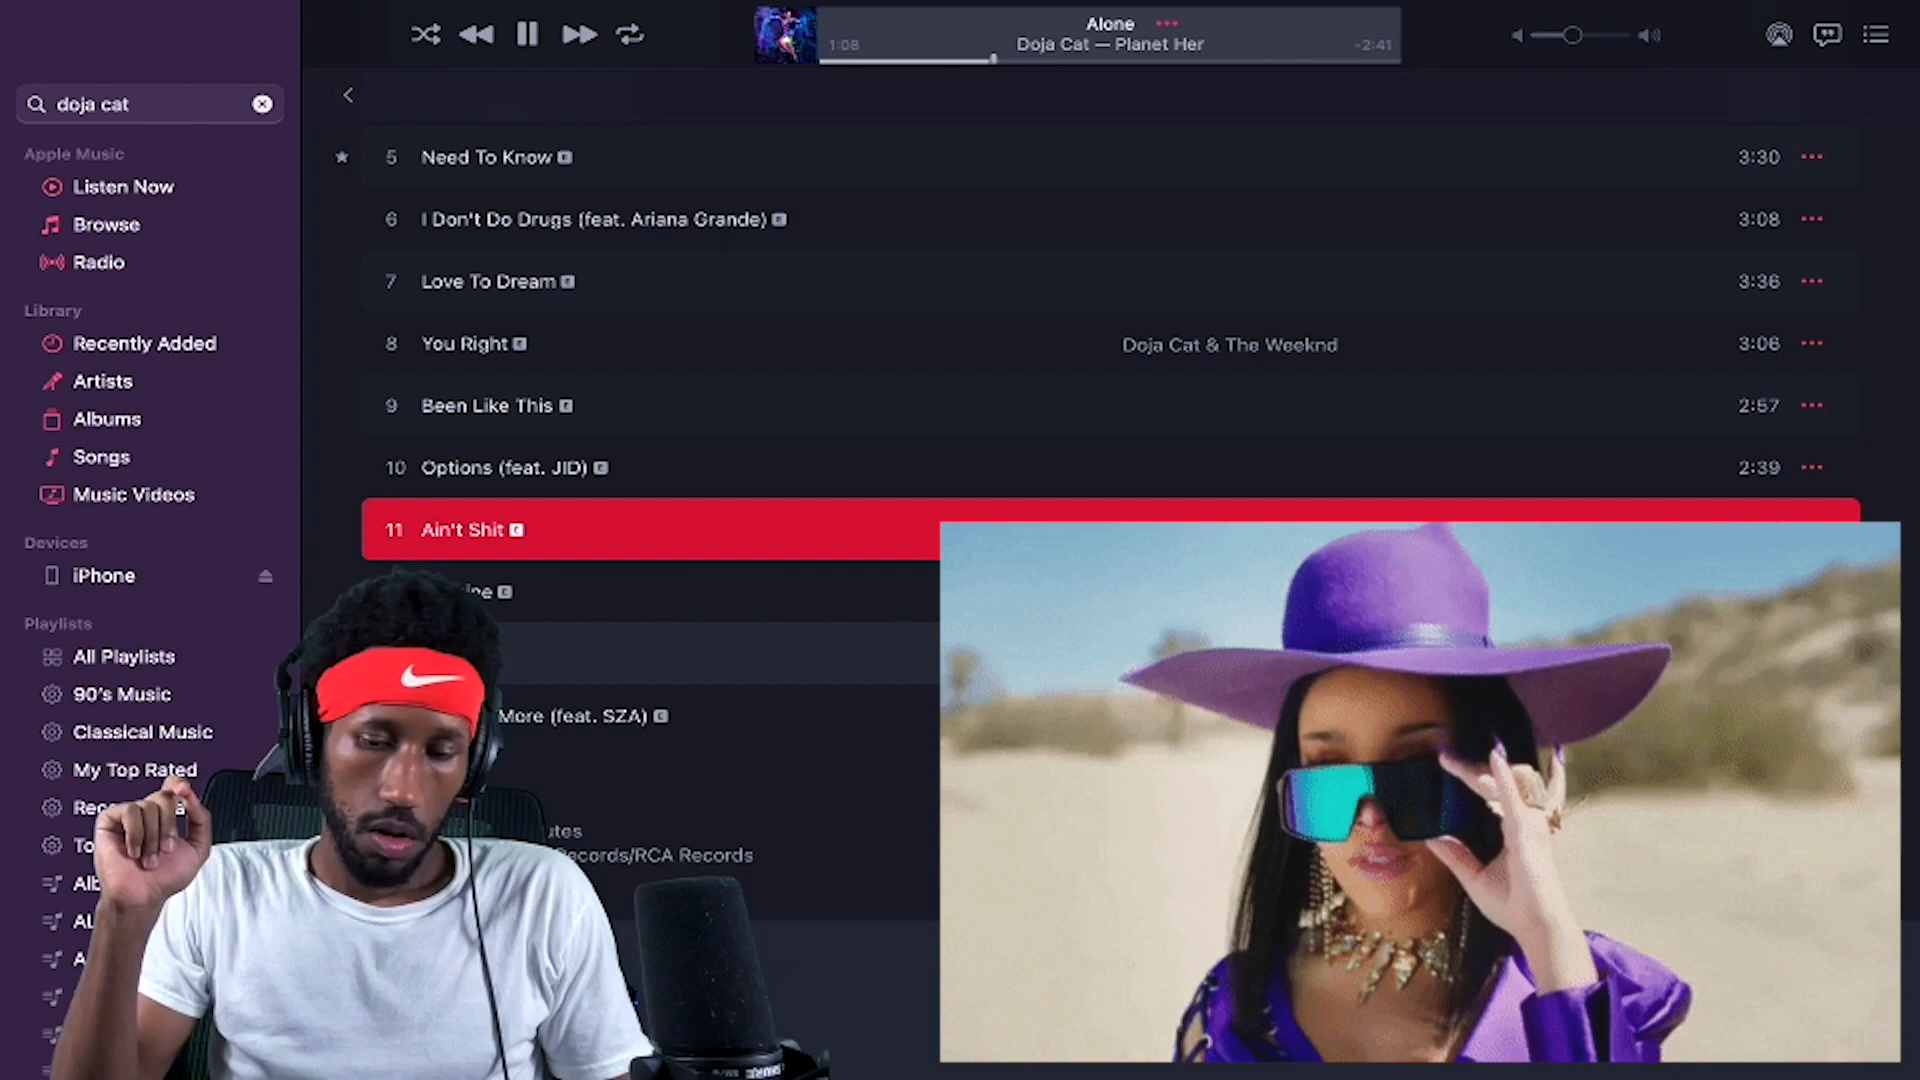 Alone
1:08
Doja Cat — Planet Her
-2:41
doja cat
Apple Music
Listen Now
Browse
Radio
Library
Recently Added
Artists
Albums
Songs
Music Videos
Devices
iPhone
Playlists
All Playlists
90's Music
Classical Music
My Top Rated
5 Need To Know E 3:30
6 I Don't Do Drugs (feat. Ariana Grande) E 3:08
7 Love To Dream E 3:36
8 You Right E Doja Cat & The Weeknd 3:06
9 Been Like This E 2:57
10 Options (feat. JID) E 2:39
11 Ain't Shit E
More (feat. SZA) E
Records/RCA Records